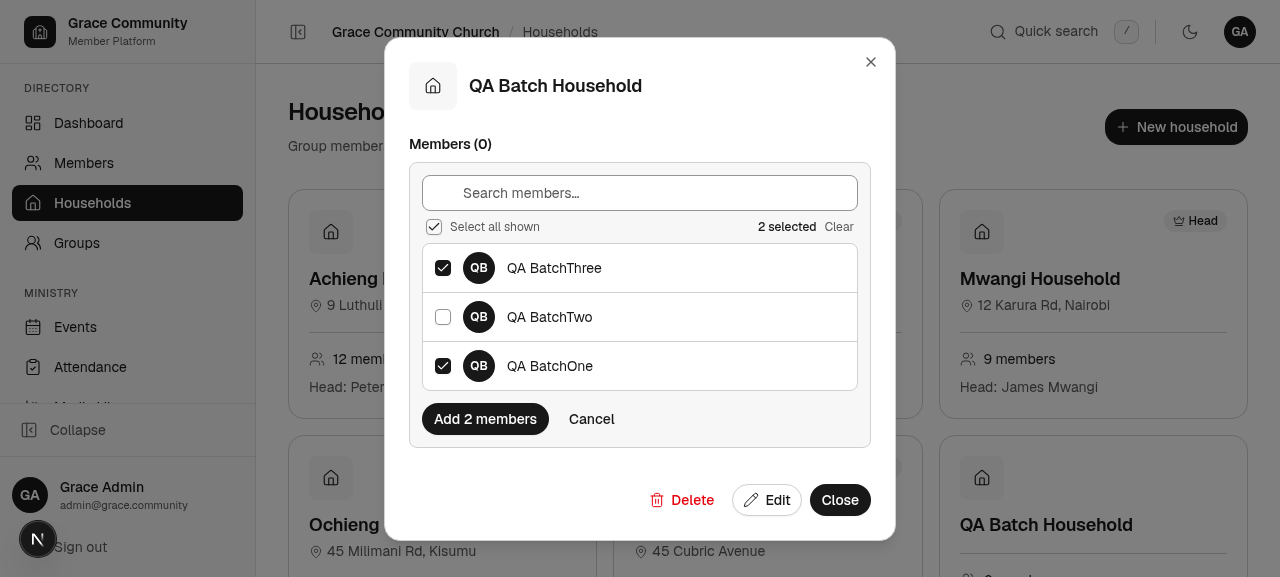 Grace Community
Member Platform
DIRECTORY
Dashboard
Members
Households
Groups
MINISTRY
Events
Attendance
Collapse
GA
Grace Admin
admin@grace.community
N
Sign out
Grace Community Church / Households
Quick search /
GA
Househo
Group member
New household
Achieng
9 Luthuli
12 mem
Head: Peter
Head
Mwangi Household
12 Karura Rd, Nairobi
9 members
Head: James Mwangi
Ochieng
45 Milimani Rd, Kisumu
45 Cubric Avenue
QA Batch Household
QA Batch Household
Members (0)
Search members…
Select all shown
2 selected Clear
QB QA BatchThree
QB QA BatchTwo
QB QA BatchOne
Add 2 members
Cancel
Delete
Edit
Close